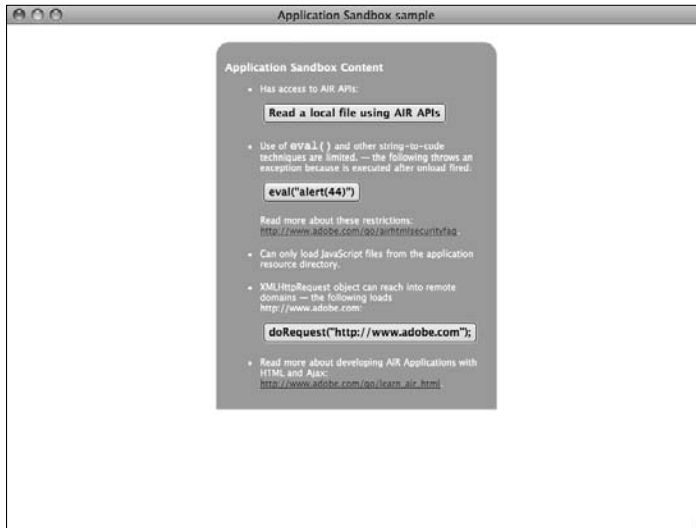 Application Sandbox sample
Application Sandbox Content
• Has access to AIR APIs:
Read a local file using AIR APIs
• Use of eval() and other string-to-code
techniques are limited. — the following throws an
exception because is executed after onload fired:
eval("alert(44)")
Read more about these restrictions:
http://www.adobe.com/go/airhtmlsecurityfaq.
• Can only load JavaScript files from the application
resource directory.
• XMLHttpRequest object can reach into remote
domains — the following loads
http://www.adobe.com:
doRequest("http://www.adobe.com");
• Read more about developing AIR Applications with
HTML and Ajax:
http://www.adobe.com/go/learn_air_html.